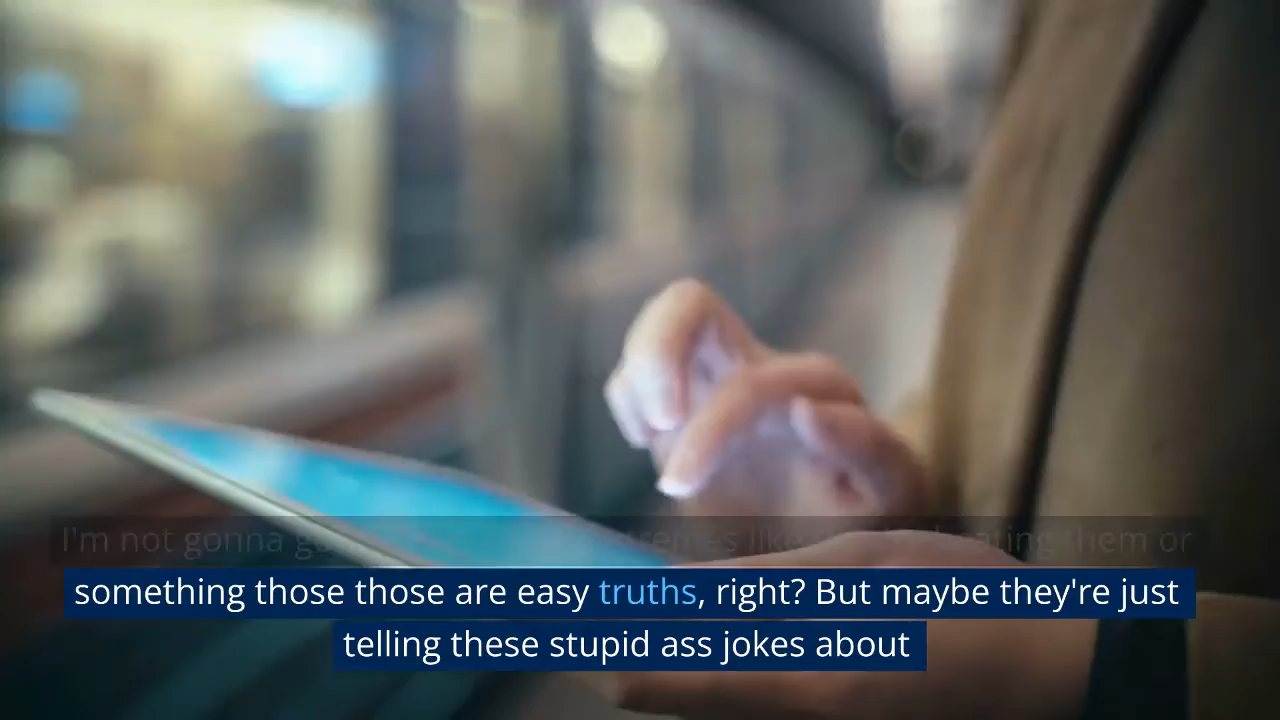 I'm not gonna like them or
something those those are easy truths, right? But maybe they're just
telling these stupid ass jokes about